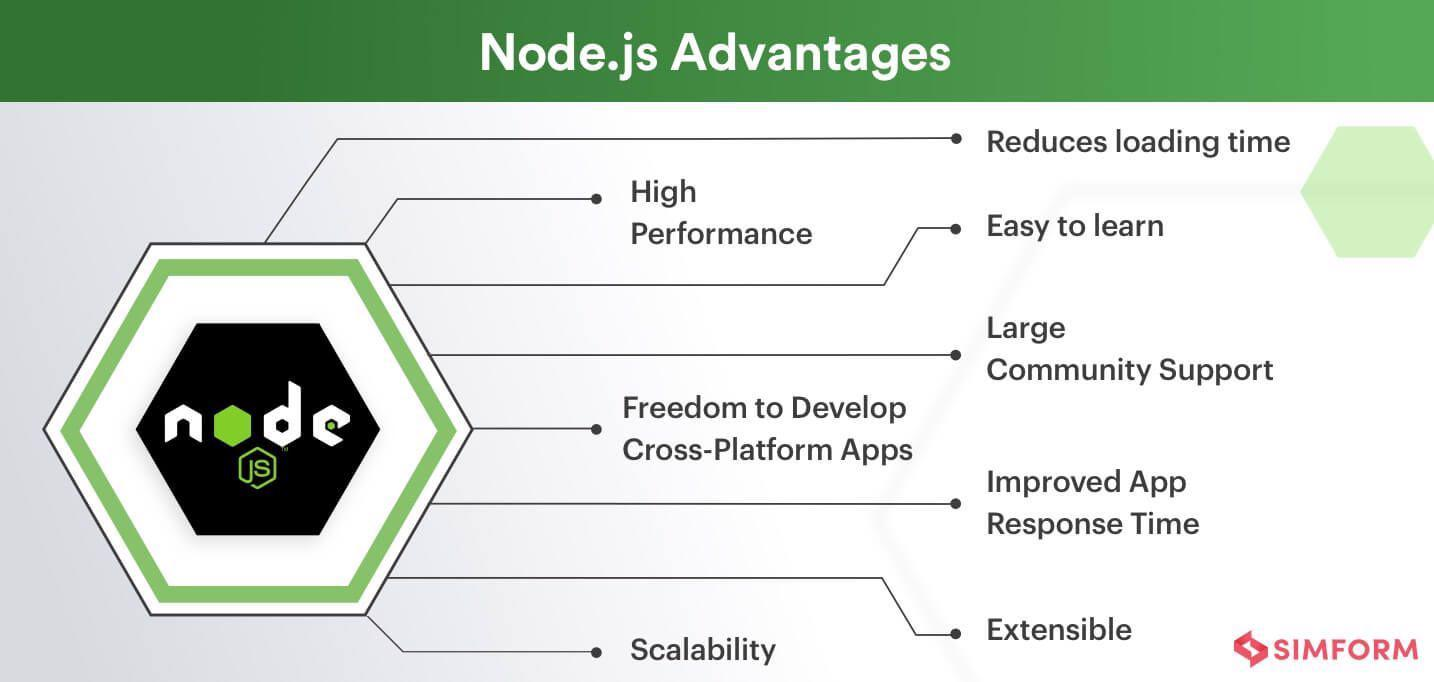 Node.js Advantages
Reduces loading time
High
Performance
Easy to learn
Large
Community Support
Freedom to Develop
Cross-Platform Apps
Improved App
Response Time
Extensible
Scalability
node
JS
TM
SIMFORM